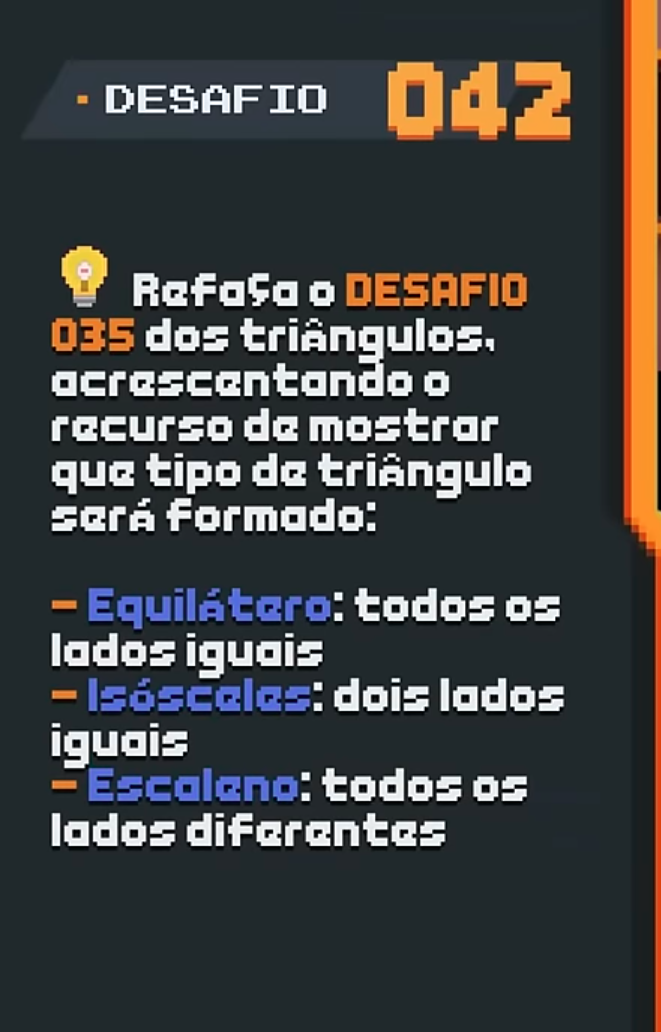 DESAFIO 042
Refaça o DESAFIO
035 dos triângulos,
acrescentando o
recurso de mostrar
que tipo de triângulo
será formado:
- Equilátero: todos os
lados iguais
- Isósceles: dois lados
iguais
- Escaleno: todos os
lados diferentes